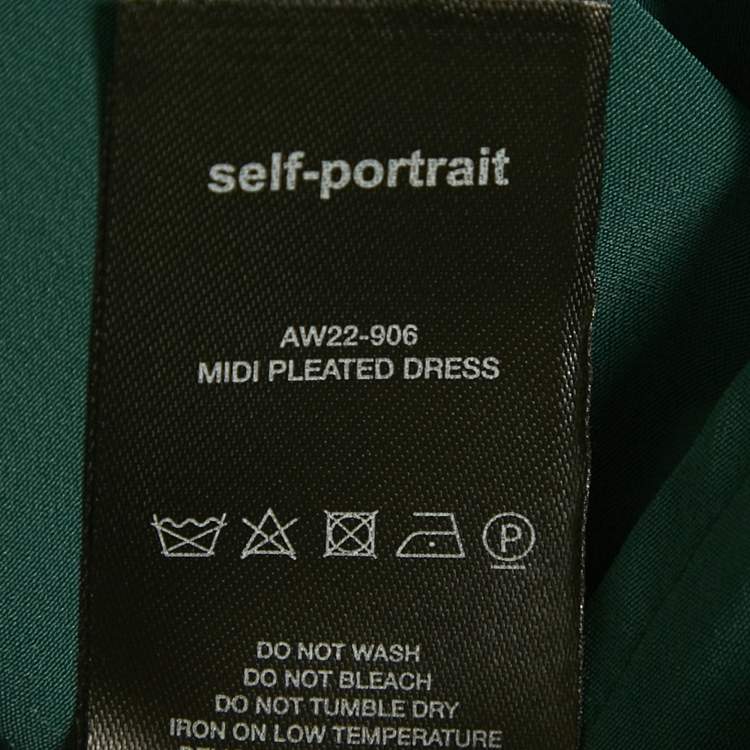 self-portrait
AW22-906
MIDI PLEATED DRESS
P
DO NOT WASH
DO NOT BLEACH
DO NOT TUMBLE DRY
IRON ON LOW TEMPERATURE